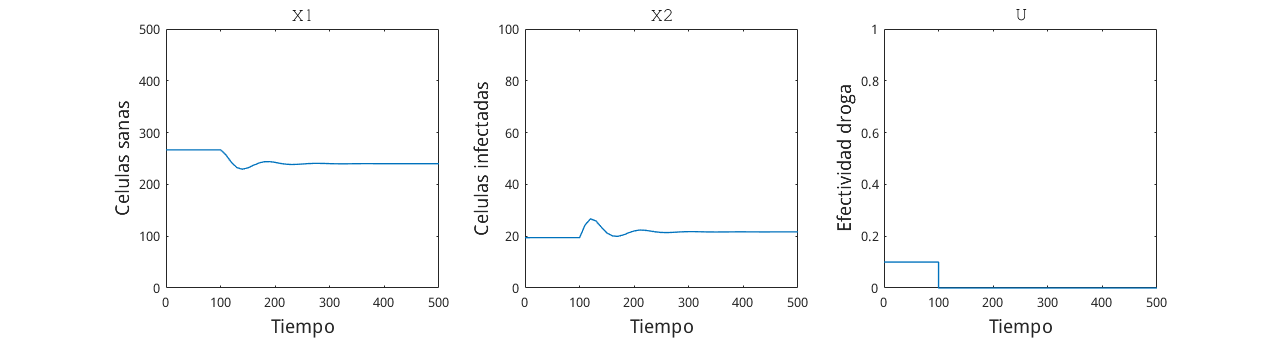 X1
500
400
300
200
100
0
Celulas sanas
0 100 200 300 400 500
Tiempo
X2
100
80
60
40
20
0
Celulas infectadas
0 100 200 300 400 500
Tiempo
U
1
0.8
0.6
0.4
0.2
0
Efectividad droga
0 100 200 300 400 500
Tiempo